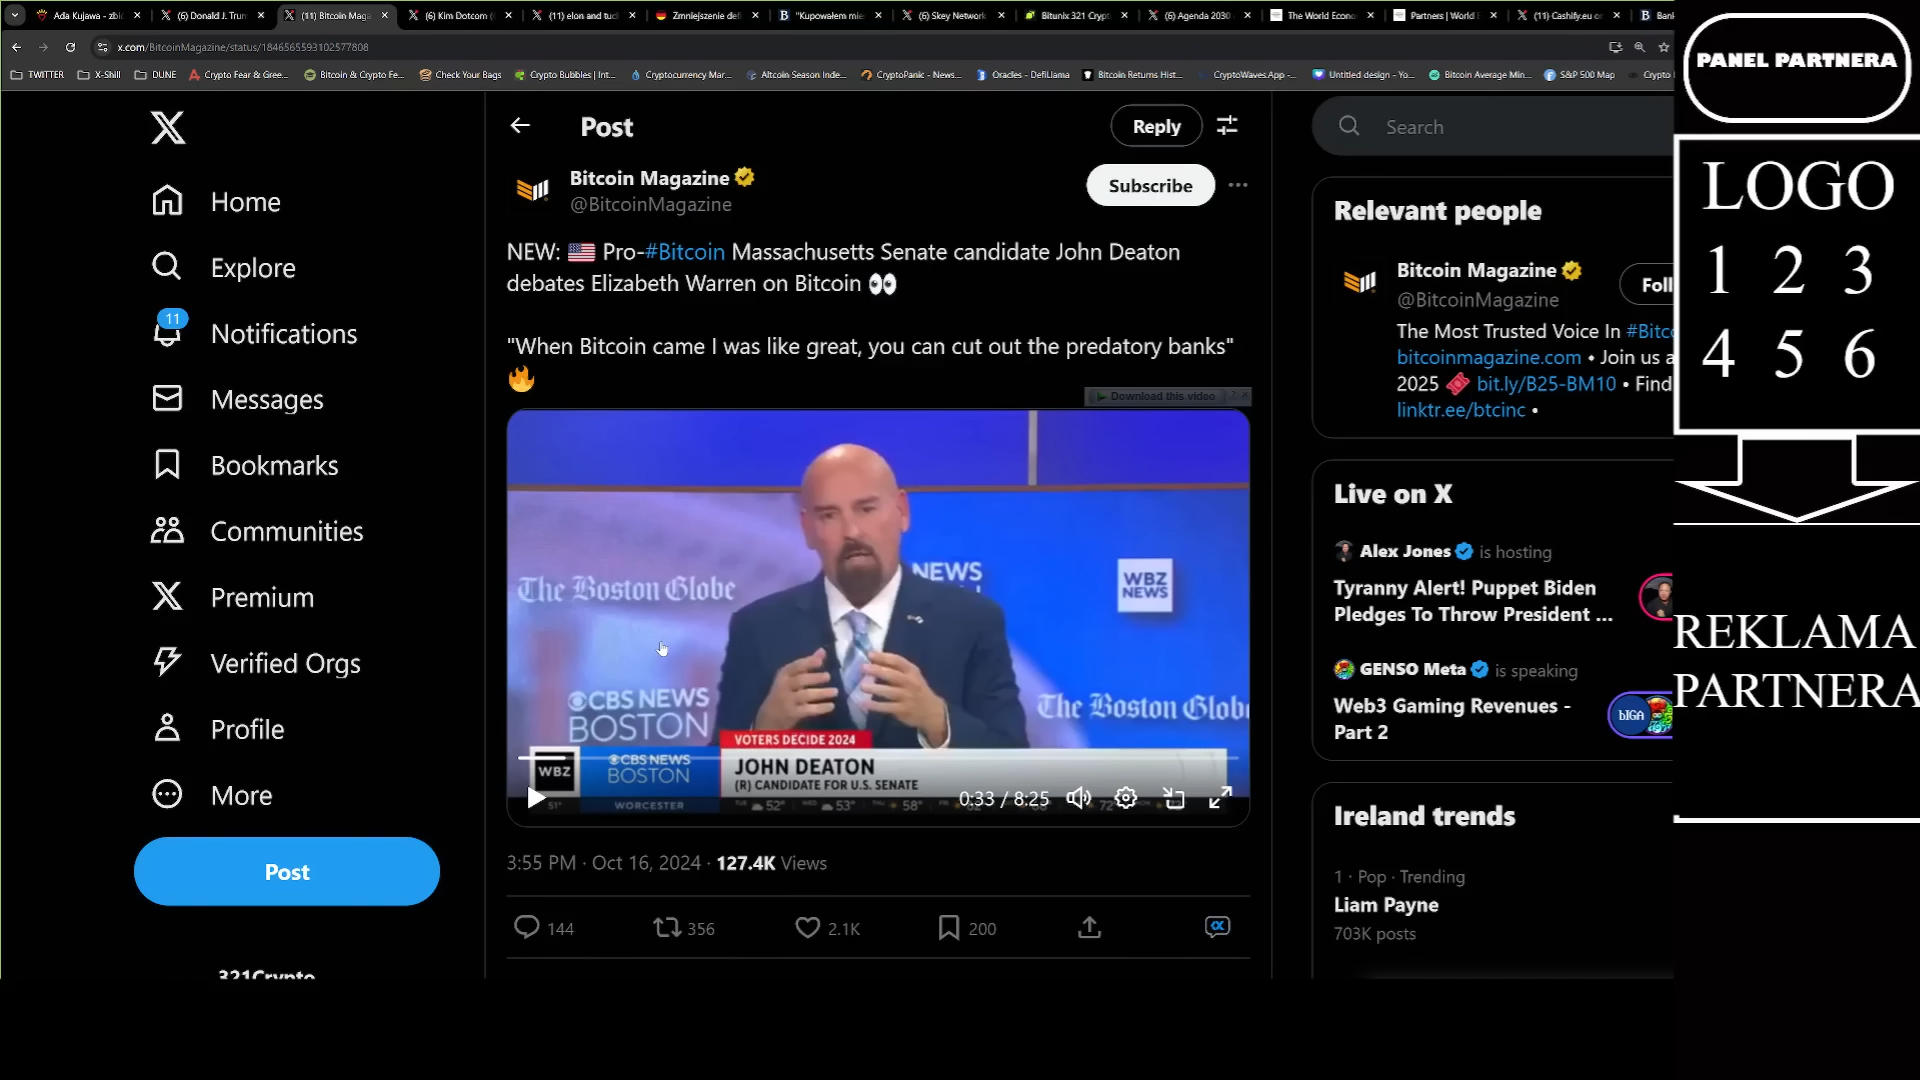 Ada Kujawa - zbi
(6) Donald J. Trun
(11) Bitcoin Maga
(6) Kim Dotcom (
(11) elon and tuc
Zmniejszenie def
"Kupowałem mie
(6) Skey Network
Bitunix 321 Crypt
(6) Agenda 2030
The World Econo
Partners | World E
(11) Cashify.eu o
Bank
x.com/BitcoinMagazine/status/1846565593102577808
TWITTER
X-Shill
DUNE
Crypto Fear & Gree...
Bitcoin & Crypto Fe...
Check Your Bags
Crypto Bubbles | Int...
Cryptocurrency Mar...
Altcoin Season Inde...
CryptoPanic - News...
Oracles - DefiLlama
Bitcoin Returns Hist...
CryptoWaves.App -...
Untitled design - Yo...
Bitcoin Average Min...
S&P 500 Map
Crypto
PANEL PARTNERA
LOGO
1 2 3
4 5 6
REKLAMA
PARTNERA
Home
Explore
11
Notifications
Messages
Bookmarks
Communities
Premium
Verified Orgs
Profile
More
Post
321Crypto
Post
Reply
Bitcoin Magazine
@BitcoinMagazine
Subscribe
NEW: 🇺🇸 Pro-#Bitcoin Massachusetts Senate candidate John Deaton
debates Elizabeth Warren on Bitcoin 👀
"When Bitcoin came I was like great, you can cut out the predatory banks"
🔥
Download this video ? X
The Boston Globe
NEWS
WBZ
NEWS
CBS NEWS
BOSTON
The Boston Glob
VOTERS DECIDE 2024
WBZ
CBS NEWS
BOSTON
JOHN DEATON
(R) CANDIDATE FOR U.S. SENATE
51°
WORCESTER
52°
53°
58°
72°
0:33 / 8:25
3:55 PM · Oct 16, 2024 · 127.4K Views
144
356
2.1K
200
Search
Relevant people
Bitcoin Magazine
@BitcoinMagazine
Foll
The Most Trusted Voice In #Bitc
bitcoinmagazine.com • Join us a
2025 🎟️ bit.ly/B25-BM10 • Find
linktr.ee/btcinc •
Live on X
Alex Jones is hosting
Tyranny Alert! Puppet Biden
Pledges To Throw President ...
GENSO Meta is speaking
Web3 Gaming Revenues -
Part 2
bIGA
Ireland trends
1 · Pop · Trending
Liam Payne
703K posts